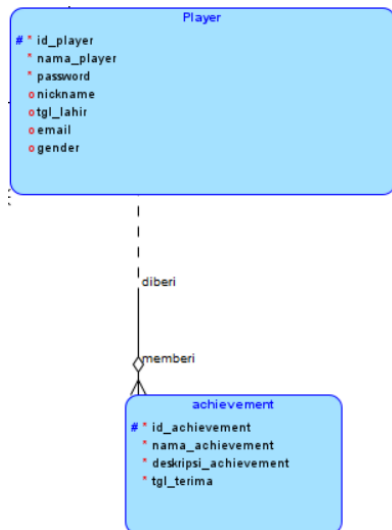 Player
# * id_player
* nama_player
* password
o nickname
o tgl_lahir
o email
o gender
diberi
memberi
achievement
# * id_achievement
* nama_achievement
* deskripsi_achievement
* tgl_terima